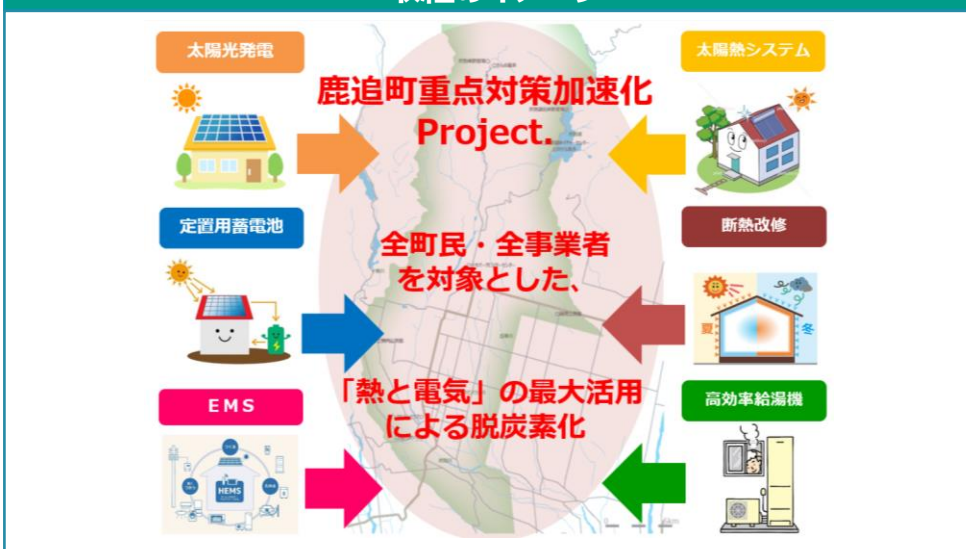 太陽光発電
太陽熱システム
鹿追町重点対策加速化
Project.
定置用蓄電池
断熱改修
全町民・全事業者
を対象とした、
夏
冬
EMS
高効率給湯機
「熱と電気」の最大活用
による脱炭素化
HEMS